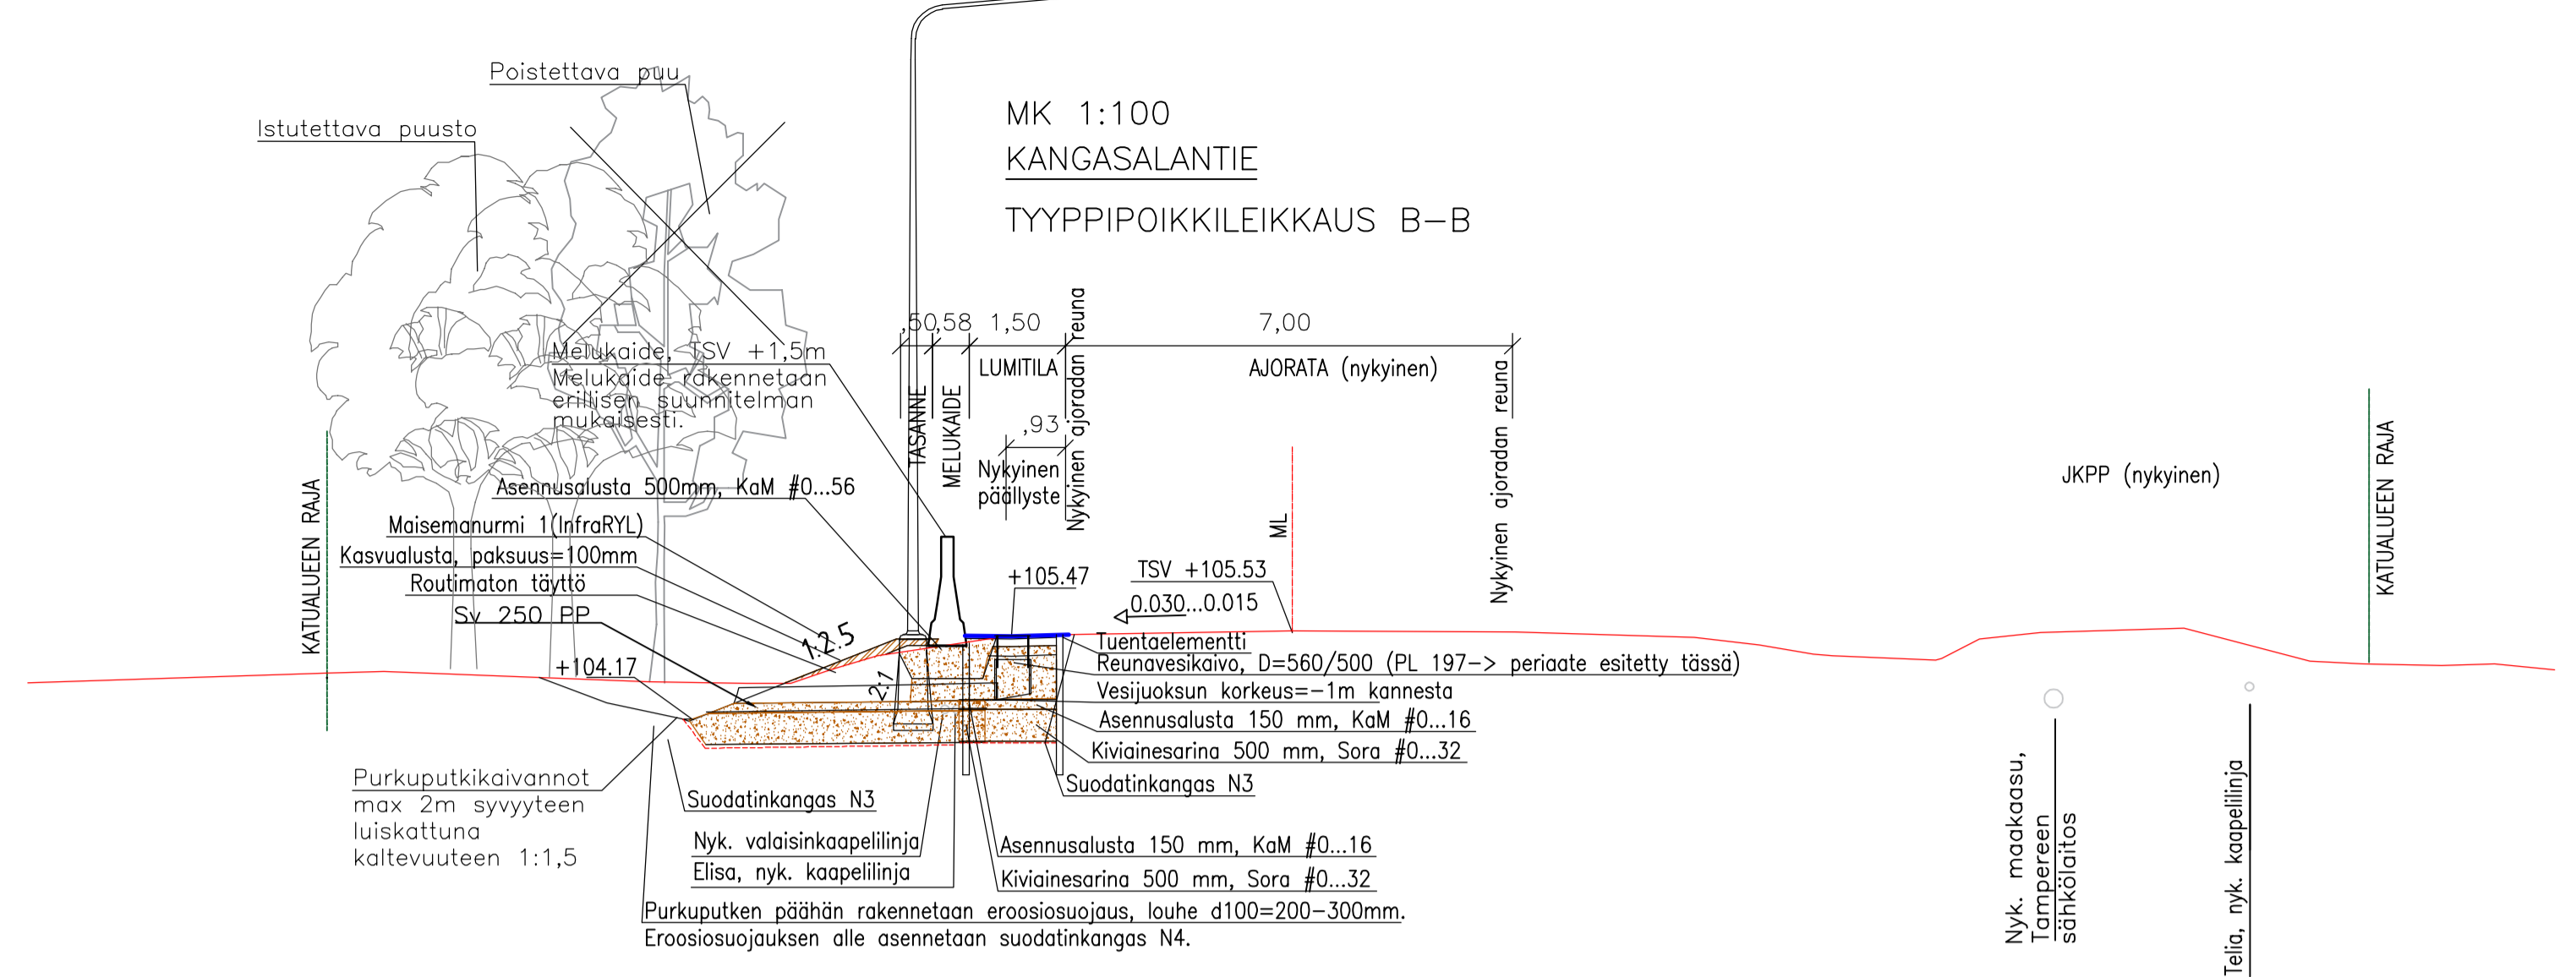 Poistettava puu
Istutettava puusto
MK 1:100
KANGASALANTIE
TYYPPIPOIKKILEIKKAUS B-B
,50
,58
1,50
7,00
TASANNE
MELUKAIDE
LUMITILA
Nykyinen ajoradan reuna
AJORATA (nykyinen)
Nykyinen ajoradan reuna
,93
Nykyinen
päällyste
Melukaide, TSV +1,5m
Melukaide rakennetaan
erillisen suunnitelman
mukaisesti.
Asennusalusta 500mm, KaM #0...56
Maisemanurmi 1(InfraRYL)
Kasvualusta, paksuus=100mm
Routimaton täyttö
Sv 250 PP
+104.17
KATUALUEEN RAJA
1:2.5
2:1
+105.47
TSV +105.53
0.030...0.015
ML
JKPP (nykyinen)
KATUALUEEN RAJA
Tuentaelementti
Reunavesikaivo, D=560/500 (PL 197-> periaate esitetty tässä)
Vesijuoksun korkeus=-1m kannesta
Asennusalusta 150 mm, KaM #0...16
Kiviainesarina 500 mm, Sora #0...32
Suodatinkangas N3
Purkuputkikaivannot
max 2m syvyyteen
luiskattuna
kaltevuuteen 1:1,5
Suodatinkangas N3
Nyk. valaisinkaapelilinja
Elisa, nyk. kaapelilinja
Asennusalusta 150 mm, KaM #0...16
Kiviainesarina 500 mm, Sora #0...32
Purkuputken päähän rakennetaan eroosiosuojaus, louhe d100=200-300mm.
Eroosiosuojauksen alle asennetaan suodatinkangas N4.
Nyk. maakaasu,
Tampereen
sähkölaitos
Telia, nyk. kaapelilinja